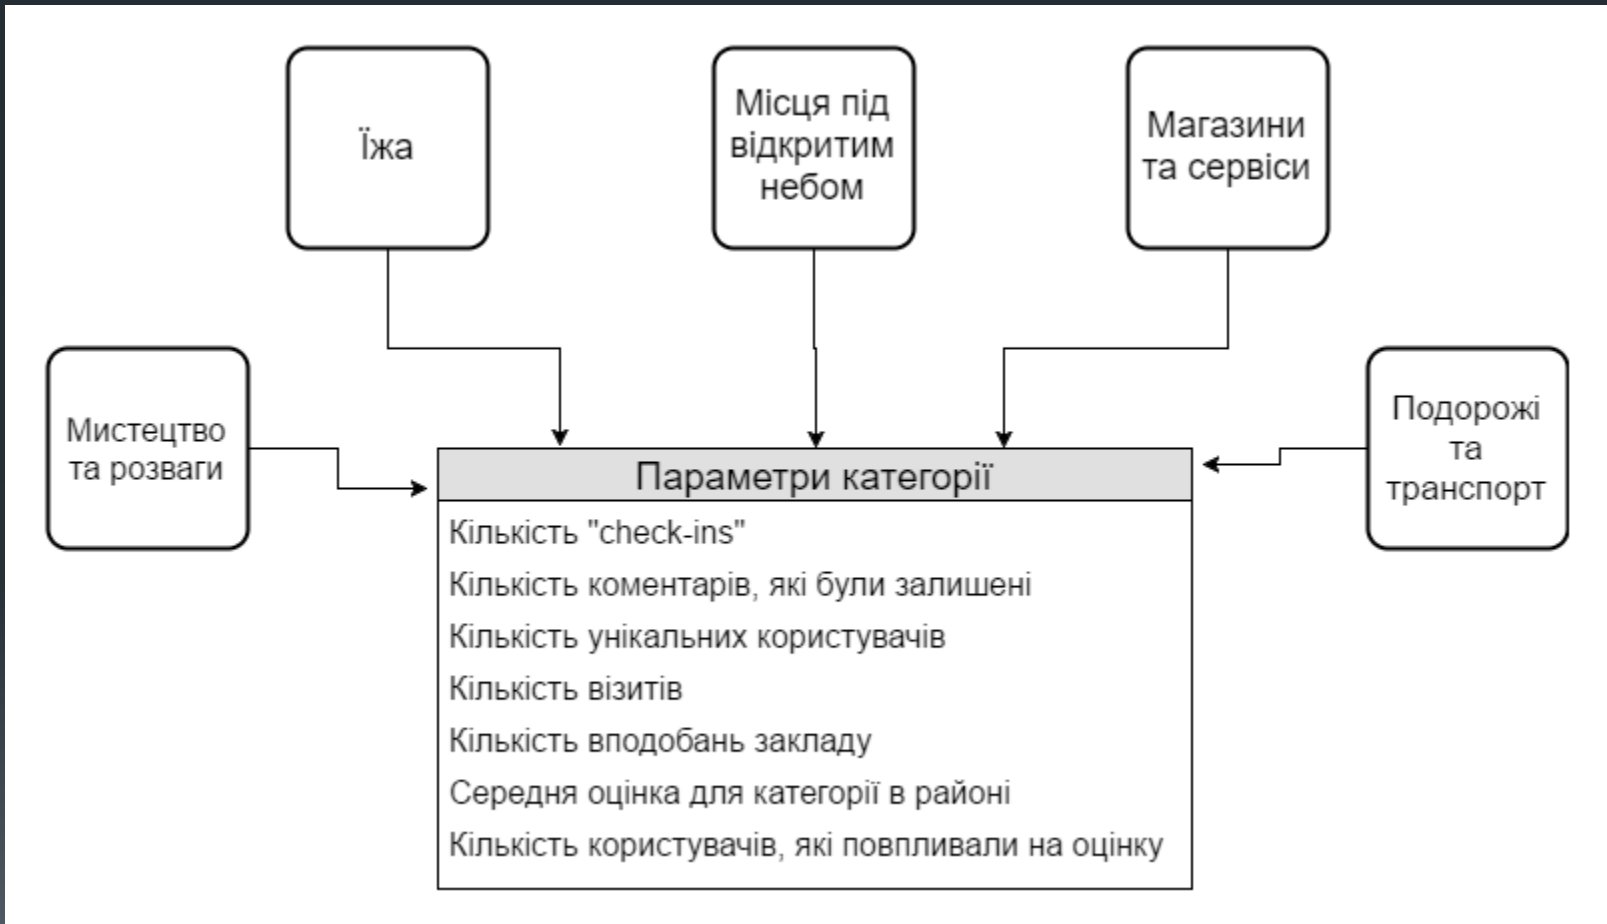 Їжа
Місця під
відкритим
небом
Магазини
та сервіси
Мистецтво
та розваги
Подорожі
та
транспорт
Параметри категорії
Кількість "check-ins"
Кількість коментарів, які були залишені
Кількість унікальних користувачів
Кількість візитів
Кількість вподобань закладу
Середня оцінка для категорії в районі
Кількість користувачів, які повпливали на оцінку